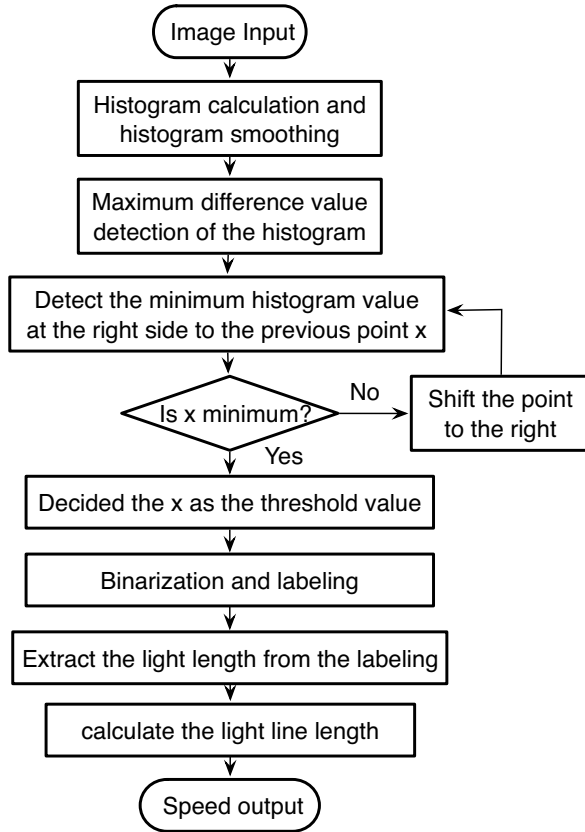 Image Input
Histogram calculation and
histogram smoothing
Maximum difference value
detection of the histogram
Detect the minimum histogram value
at the right side to the previous point x
Is x minimum?
No
Shift the point
to the right
Yes
Decided the x as the threshold value
Binarization and labeling
Extract the light length from the labeling
calculate the light line length
Speed output